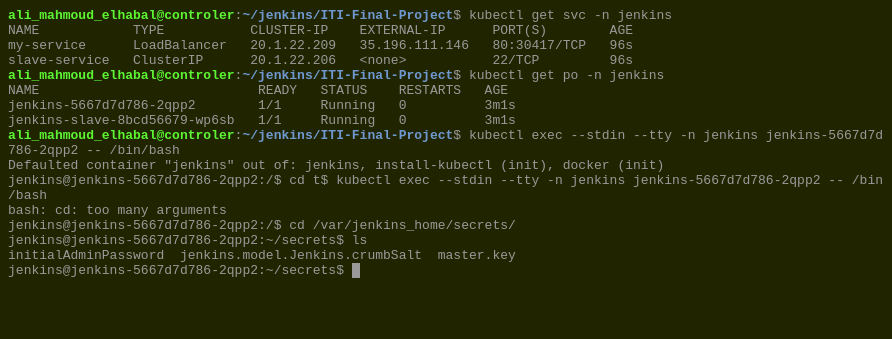 ali_mahmoud_elhabal@controler:~/jenkins/ITI-Final-Project$ kubectl get svc -n jenkins
NAME            TYPE           CLUSTER-IP    EXTERNAL-IP      PORT(S)        AGE
my-service      LoadBalancer   20.1.22.209   35.196.111.146   80:30417/TCP   96s
slave-service   ClusterIP      20.1.22.206   <none>           22/TCP         96s
ali_mahmoud_elhabal@controler:~/jenkins/ITI-Final-Project$ kubectl get po -n jenkins
NAME                            READY   STATUS    RESTARTS   AGE
jenkins-5667d7d786-2qpp2        1/1     Running   0          3m1s
jenkins-slave-8bcd56679-wp6sb   1/1     Running   0          3m1s
ali_mahmoud_elhabal@controler:~/jenkins/ITI-Final-Project$ kubectl exec --stdin --tty -n jenkins jenkins-5667d7d
786-2qpp2 -- /bin/bash
Defaulted container "jenkins" out of: jenkins, install-kubectl (init), docker (init)
jenkins@jenkins-5667d7d786-2qpp2:/$ cd t$ kubectl exec --stdin --tty -n jenkins jenkins-5667d7d786-2qpp2 -- /bin
/bash
bash: cd: too many arguments
jenkins@jenkins-5667d7d786-2qpp2:/$ cd /var/jenkins_home/secrets/
jenkins@jenkins-5667d7d786-2qpp2:~/secrets$ ls
initialAdminPassword  jenkins.model.Jenkins.crumbSalt  master.key
jenkins@jenkins-5667d7d786-2qpp2:~/secrets$